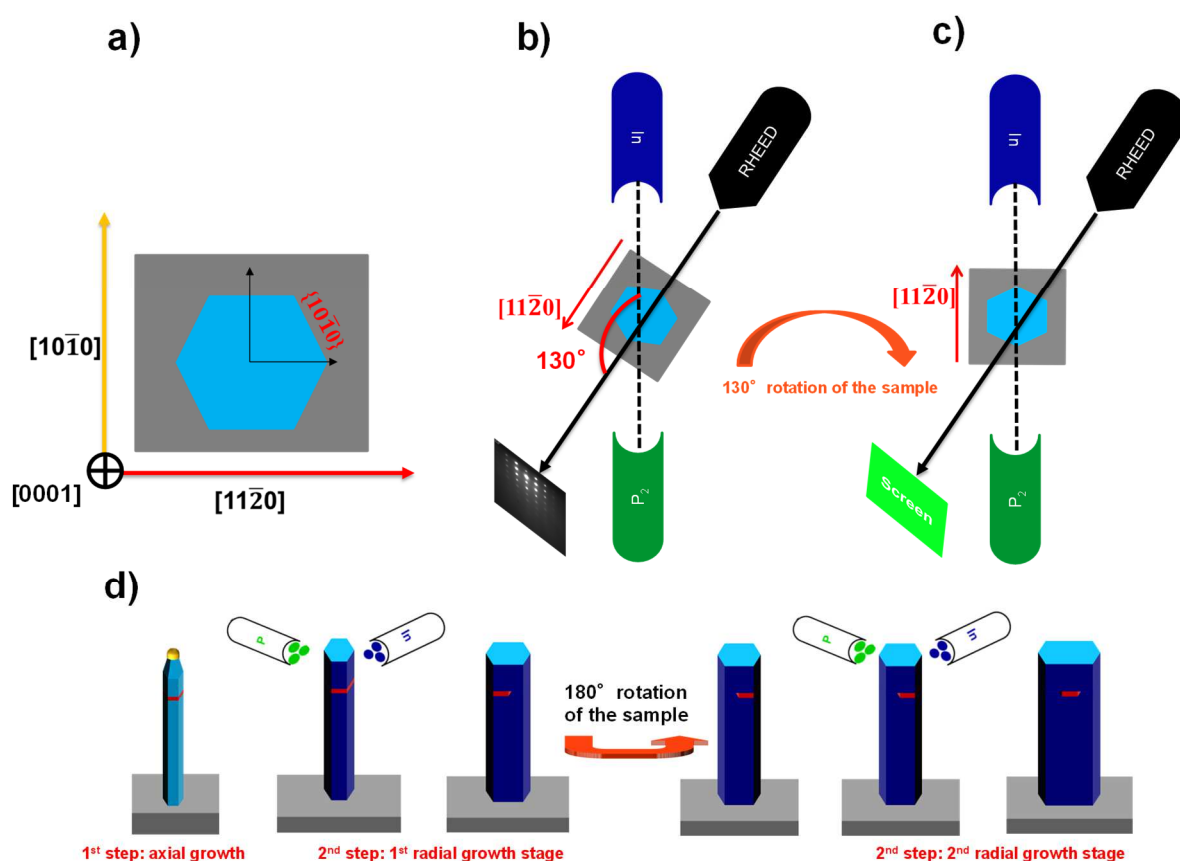 a)
[101̅0]
{101̅0}
[0001]
[112̅0]
b)
In
RHEED
[112̅0]
130°
P₂
c)
In
RHEED
[112̅0]
130° rotation of the sample
Screen
P₂
d)
P
In
180° rotation
of the sample
P
In
1ˢᵗ step: axial growth
2ⁿᵈ step: 1ˢᵗ radial growth stage
2ⁿᵈ step: 2ⁿᵈ radial growth stage